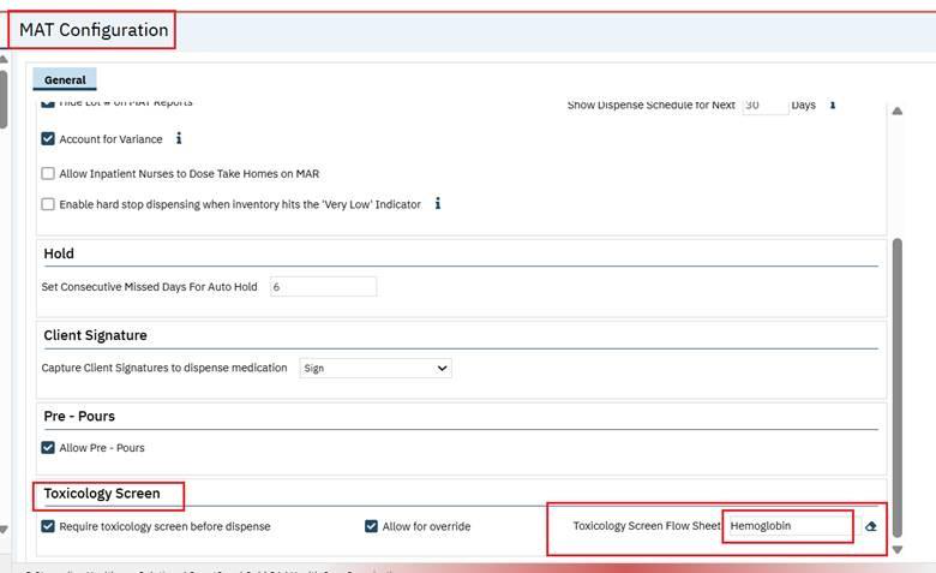 MAT Configuration
General
Hide Lot # on MAT Reports Show Dispense Schedule for Next 30 Days
Account for Variance
Allow Inpatient Nurses to Dose Take Homes on MAR
Enable hard stop dispensing when inventory hits the 'Very Low' Indicator
Hold
Set Consecutive Missed Days For Auto Hold 6
Client Signature
Capture Client Signatures to dispense medication Sign
Pre - Pours
Allow Pre - Pours
Toxicology Screen
Require toxicology screen before dispense Allow for override Toxicology Screen Flow Sheet Hemoglobin